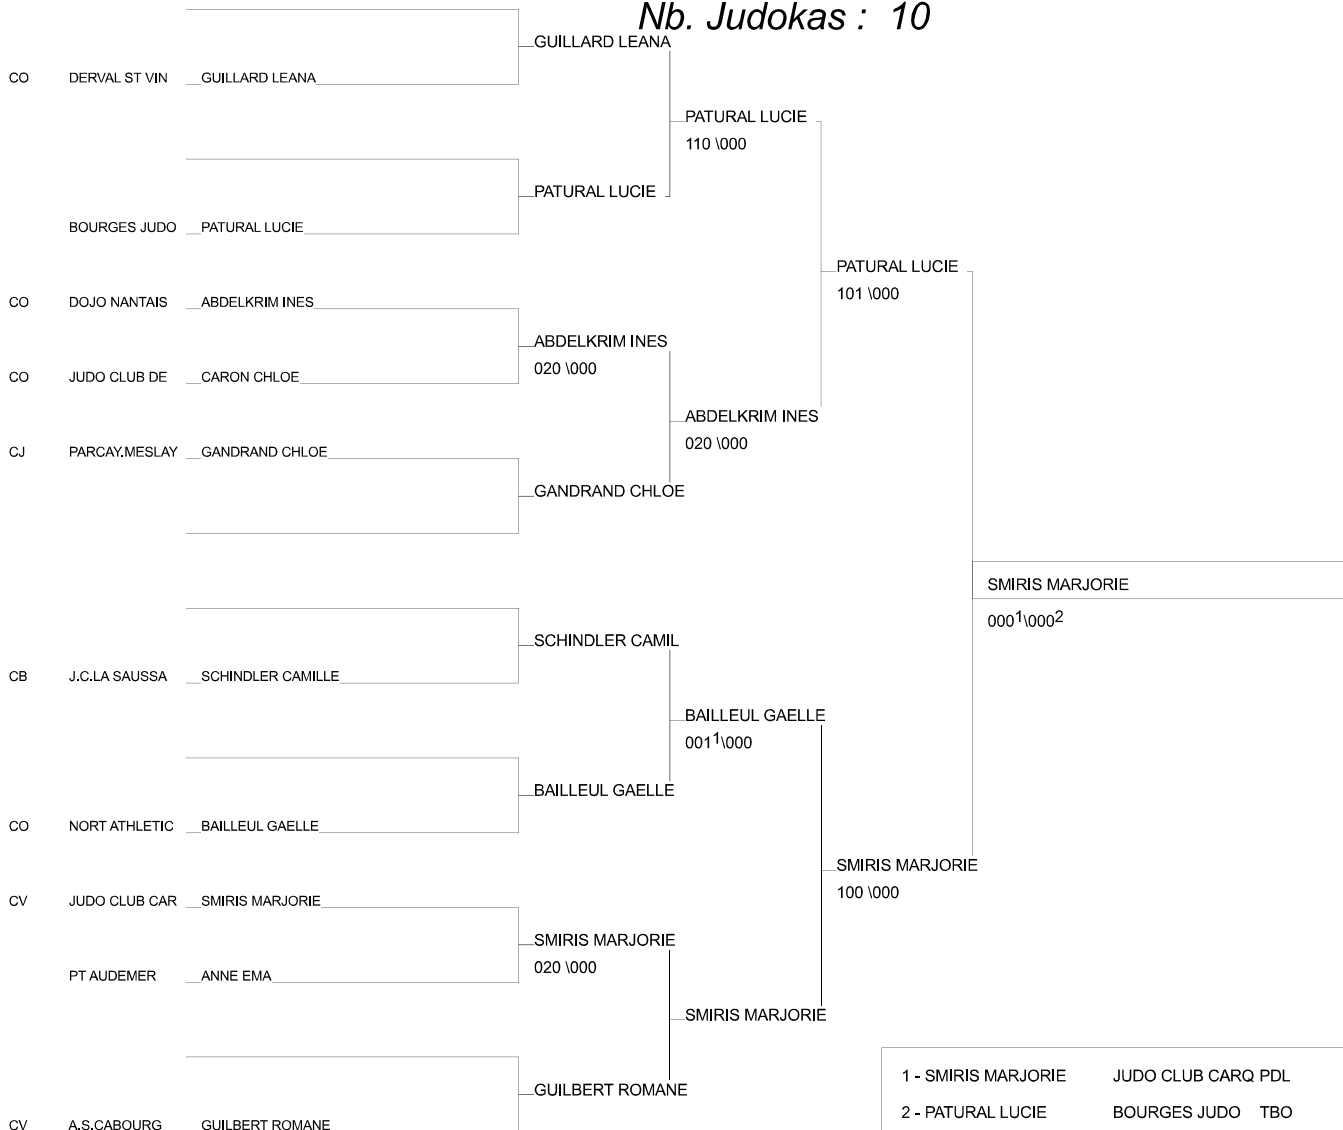 Nb. Judokas : 10
GUILLARD LEANA
CO DERVAL ST VIN GUILLARD LEANA
PATURAL LUCIE
110 \000
PATURAL LUCIE
BOURGES JUDO PATURAL LUCIE
PATURAL LUCIE
101 \000
CO DOJO NANTAIS ABDELKRIM INES
ABDELKRIM INES
020 \000
CO JUDO CLUB DE CARON CHLOE
ABDELKRIM INES
020 \000
CJ PARCAY.MESLAY GANDRAND CHLOE
GANDRAND CHLOE
SMIRIS MARJORIE
000¹\000²
SCHINDLER CAMIL
CB J.C.LA SAUSSA SCHINDLER CAMILLE
BAILLEUL GAELLE
001¹\000
BAILLEUL GAELLE
CO NORT ATHLETIC BAILLEUL GAELLE
SMIRIS MARJORIE
100 \000
CV JUDO CLUB CAR SMIRIS MARJORIE
SMIRIS MARJORIE
020 \000
PT AUDEMER ANNE EMA
SMIRIS MARJORIE
GUILBERT ROMANE
CV A.S.CABOURG GUILBERT ROMANE
1 - SMIRIS MARJORIE JUDO CLUB CARQ PDL
2 - PATURAL LUCIE BOURGES JUDO TBO